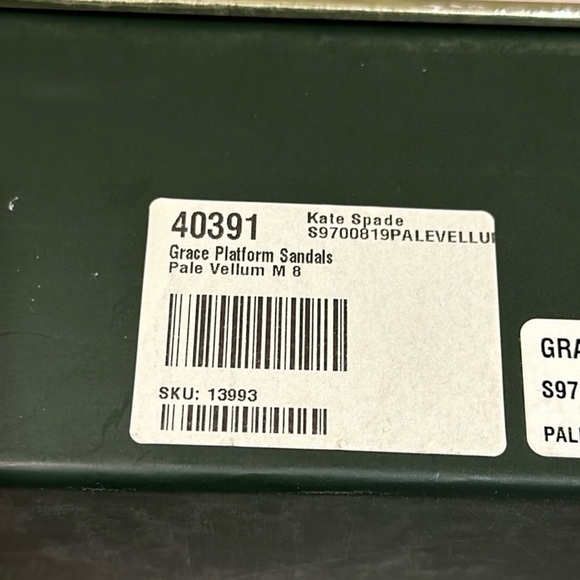 40391
Kate Spade
S9700819PALEVELLU
Grace Platform Sandals
Pale Vellum M 8
SKU: 13993
GRA
S97
PAL